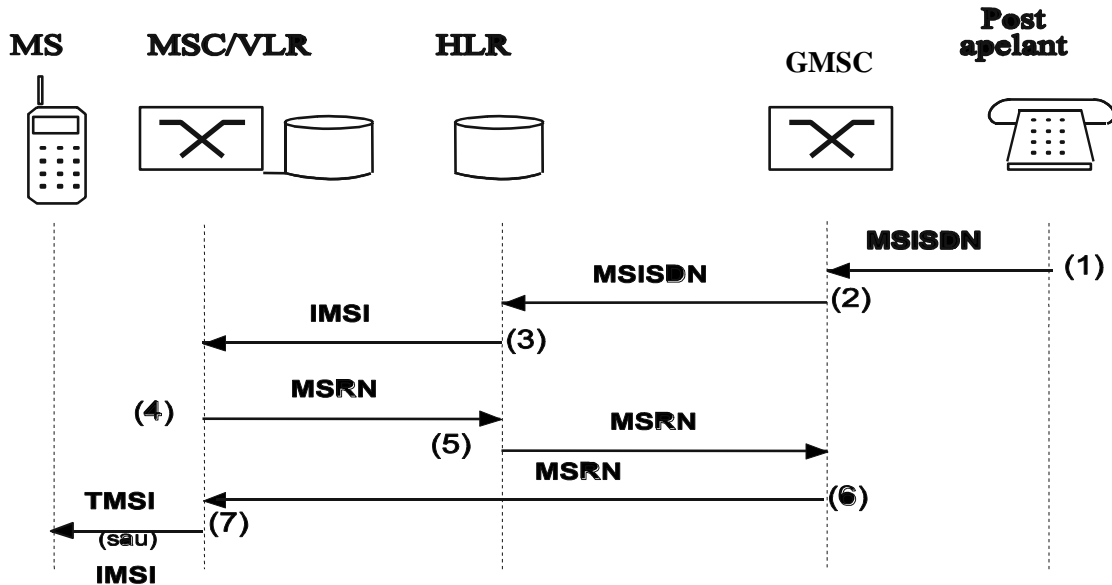 MS
MSC/VLR
HLR
GMSC
Post
apelant
MSISDN
(1)
MSISDN
(2)
IMSI
(3)
MSRN
(4)
(5)
MSRN
MSRN
(6)
TMSI
(7)
(sau)
IMSI